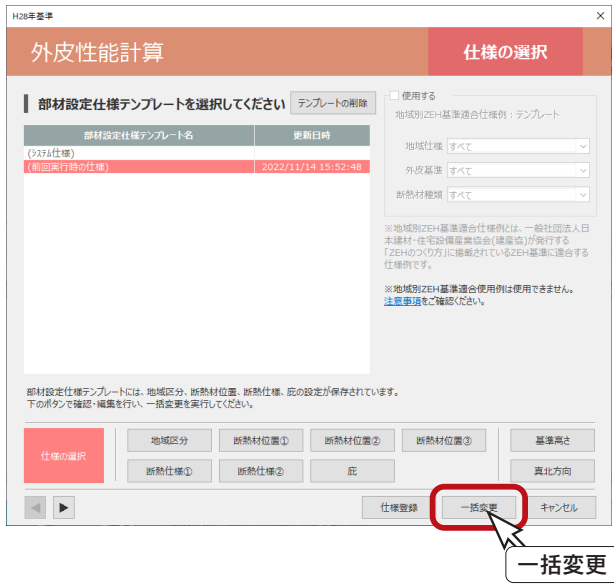 H28年基準
外皮性能計算
仕様の選択
部材設定仕様テンプレートを選択してください
テンプレートの削除
部材設定仕様テンプレート名
更新日時
(システム仕様)
(前回実行時の仕様)
2022/11/14 15:52:48
使用する
地域別ZEH基準適合仕様例：テンプレート
地域仕様
すべて
外皮基準
すべて
断熱材種類
すべて
※地域別ZEH基準適合仕様例とは、一般社団法人日
本建材・住宅設備産業協会(建産協)が発行する
「ZEHのつくり方」に掲載されているZEH基準に適合する
仕様例です。
※地域別ZEH基準適合使用例は使用できません。
注意事項をご確認ください。
部材設定仕様テンプレートには、地域区分、断熱材位置、断熱仕様、庇の設定が保存されています。
下のボタンで確認・編集を行い、一括変更を実行してください。
仕様の選択
地域区分
断熱材位置①
断熱材位置②
断熱材位置③
基準高さ
断熱仕様①
断熱仕様②
庇
真北方向
仕様登録
一括変更
キャンセル
一括変更